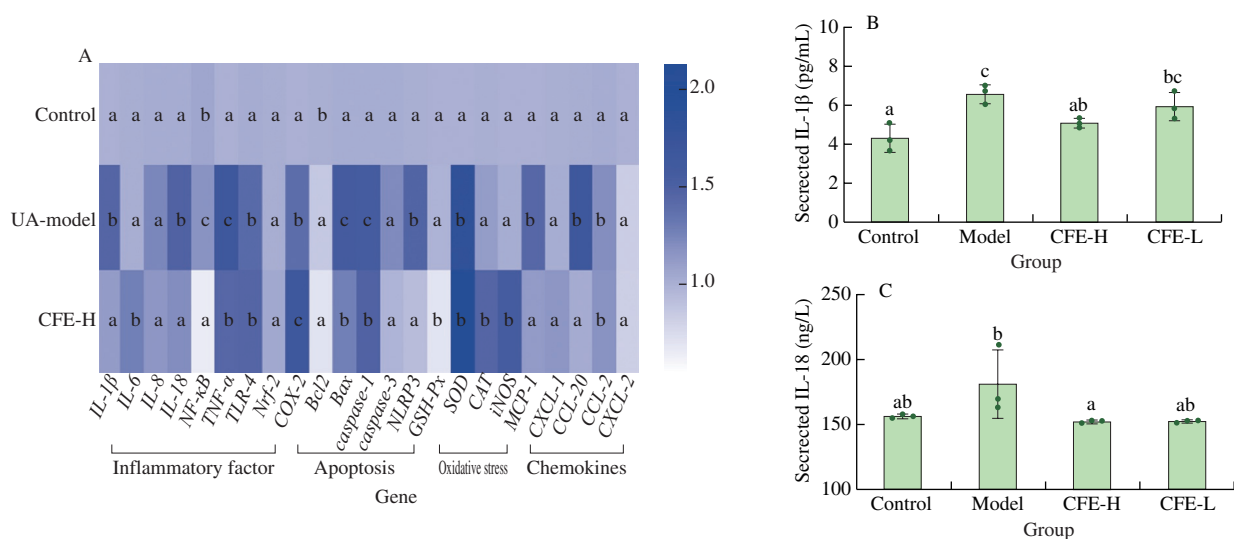 A
Control a a a a b a a a a b a a a a a a a a a a a a a
UA-model b a a b c c b a b a c c a b a b a a b a b a a
CFE-H a b a a a b b a c a b b a a b b b b a a a b a
2.0
1.5
1.0
IL-1β IL-6 IL-8 IL-18 NF-κB TNF-α TLR-4 Nrf-2 COX-2 Bcl2 Bax caspase-1 caspase-3 NLRP3 GSH-Px SOD CAT iNOS MCP-1 CXCL-1 CCL-20 CCL-2 CXCL-2
Inflammatory factor Apoptosis Oxidative stress Chemokines
Gene
B
Secrected IL-1β (pg/mL)
10
8
6
4
2
0
a c ab bc
Control Model CFE-H CFE-L
Group
C
Secrected IL-18 (ng/L)
250
200
150
100
ab b a ab
Control Model CFE-H CFE-L
Group